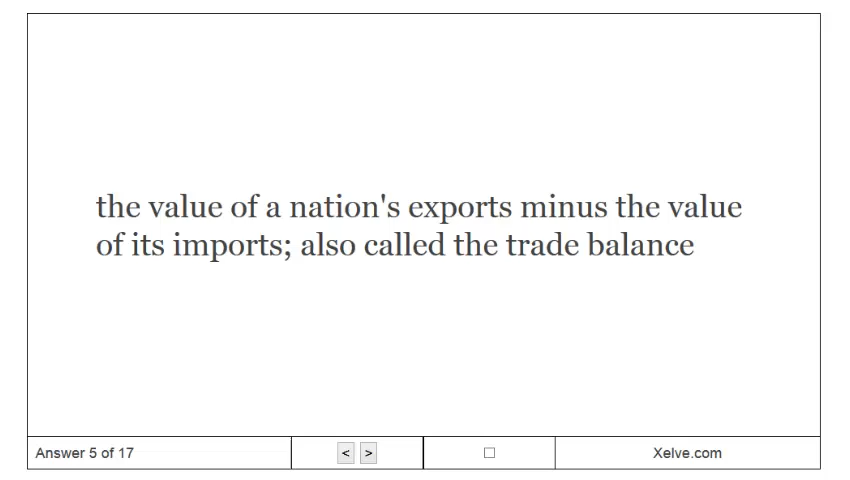 the value of a nation's exports minus the value
of its imports; also called the trade balance
Answer 5 of 17 < > Xelve.com